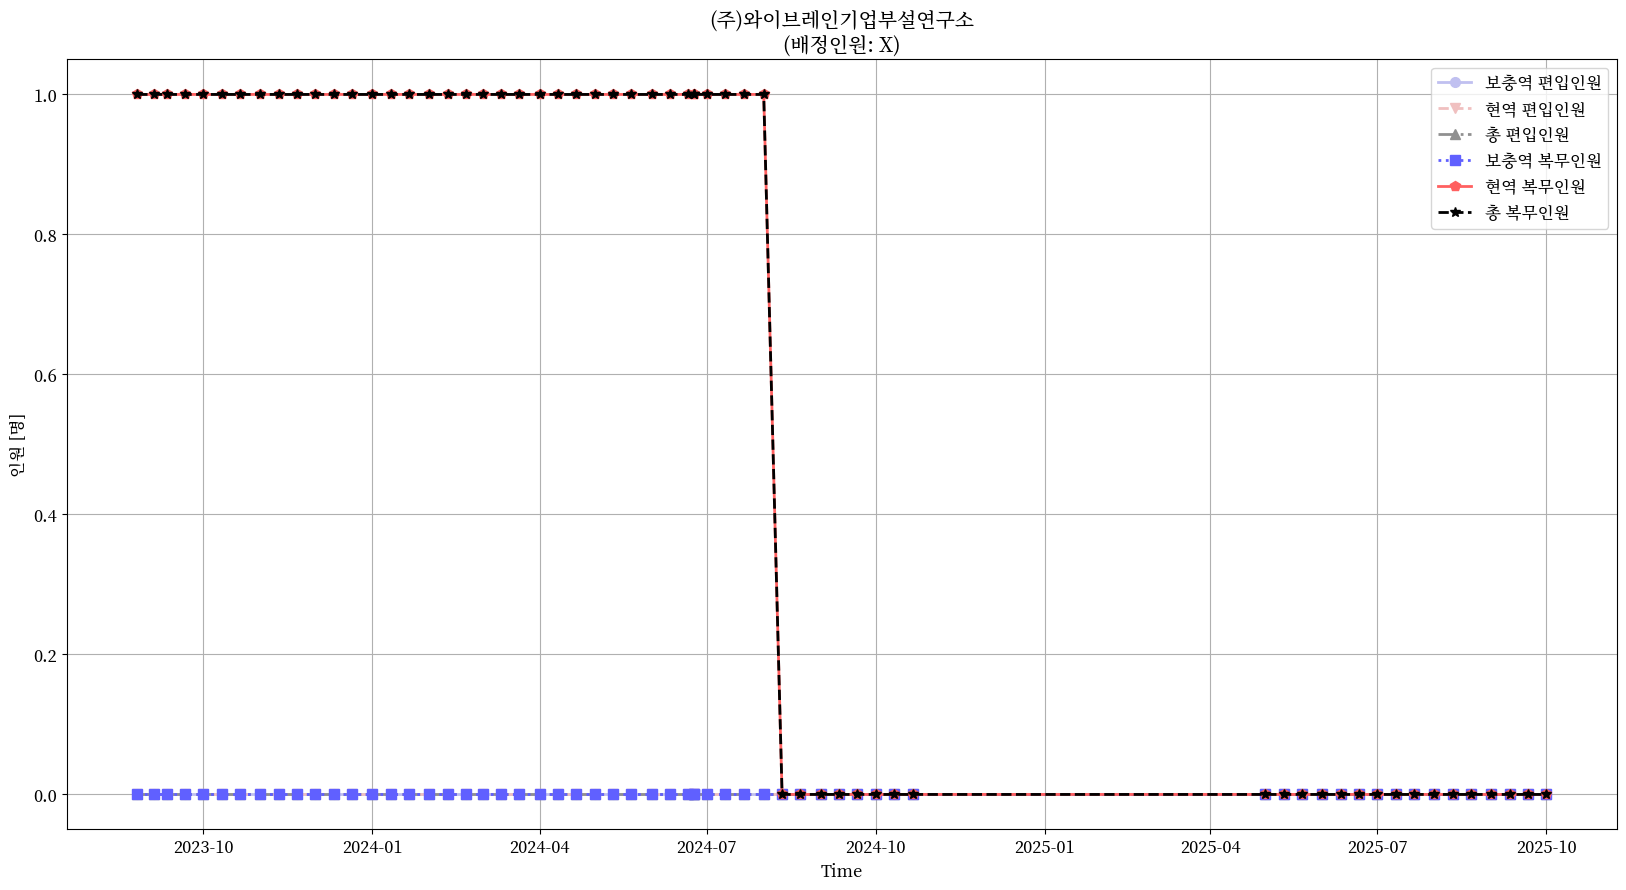 (주)와이브레인기업부설연구소
(배정인원: X)
보충역 편입인원
현역 편입인원
총 편입인원
보충역 복무인원
현역 복무인원
총 복무인원
인원 [명]
1.0
0.8
0.6
0.4
0.2
0.0
2023-10
2024-01
2024-04
2024-07
2024-10
2025-01
2025-04
2025-07
2025-10
Time